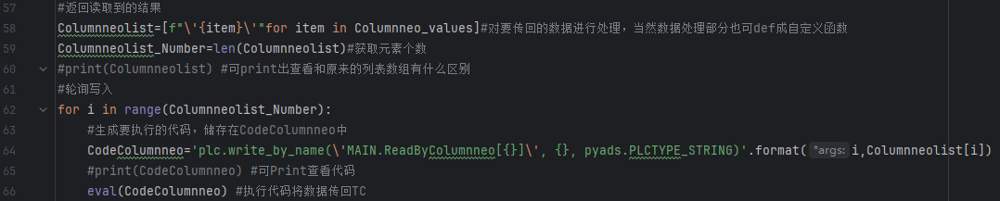 57 #返回读取到的结果
58 Columnneolist=[f"\'{item}\'"for item in Columnneo_values]#对要传回的数据进行处理，当然数据处理部分也可def成自定义函数
59 Columnneolist_Number=len(Columnneolist)#获取元素个数
60 #print(Columnneolist) #可print出查看和原来的列表数组有什么区别
61 #轮询写入
62 for i in range(Columnneolist_Number):
63 #生成要执行的代码，储存在CodeColumnneo中
64 CodeColumnneo='plc.write_by_name(\'MAIN.ReadByColumnneo[{}]\', {}, pyads.PLCTYPE_STRING)'.format( *args: i,Columnneolist[i])
65 #print(CodeColumnneo) #可Print查看代码
66 eval(CodeColumnneo) #执行代码将数据传回TC